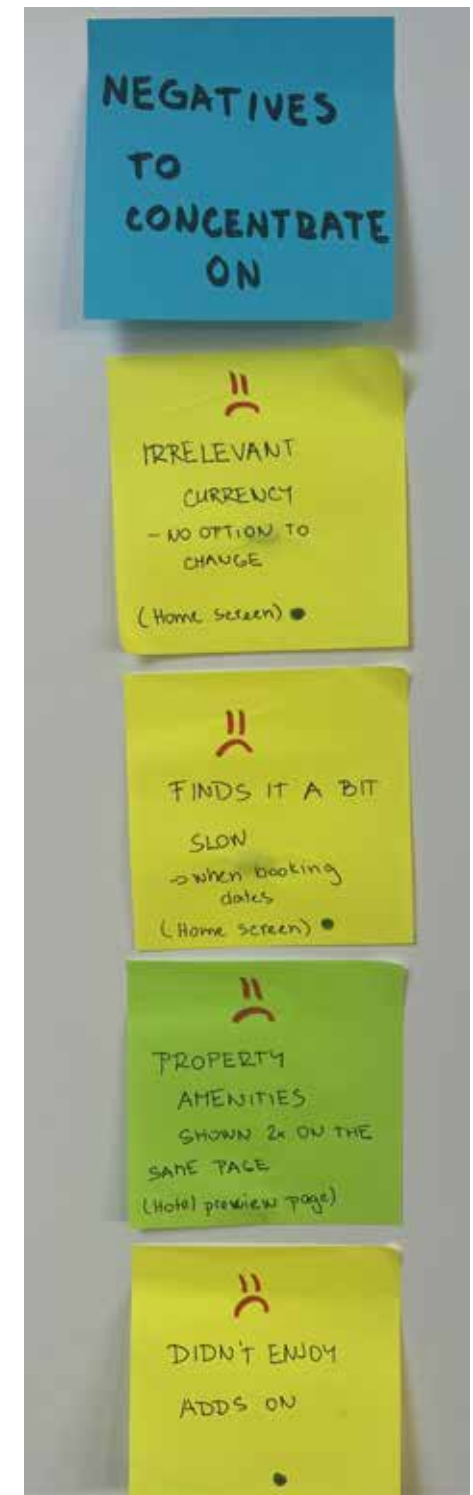 NEGATIVES
TO
CONCENTRATE
ON
IRRELEVANT
CURRENCY
- NO OPTION TO
CHANGE
(Home screen)
FINDS IT A BIT
SLOW
→ when booking
dates
(Home screen)
PROPERTY
AMENITIES
SHOWN 2x ON THE
SAME PAGE
(Hotel preview page)
DIDN'T ENJOY
ADDS ON